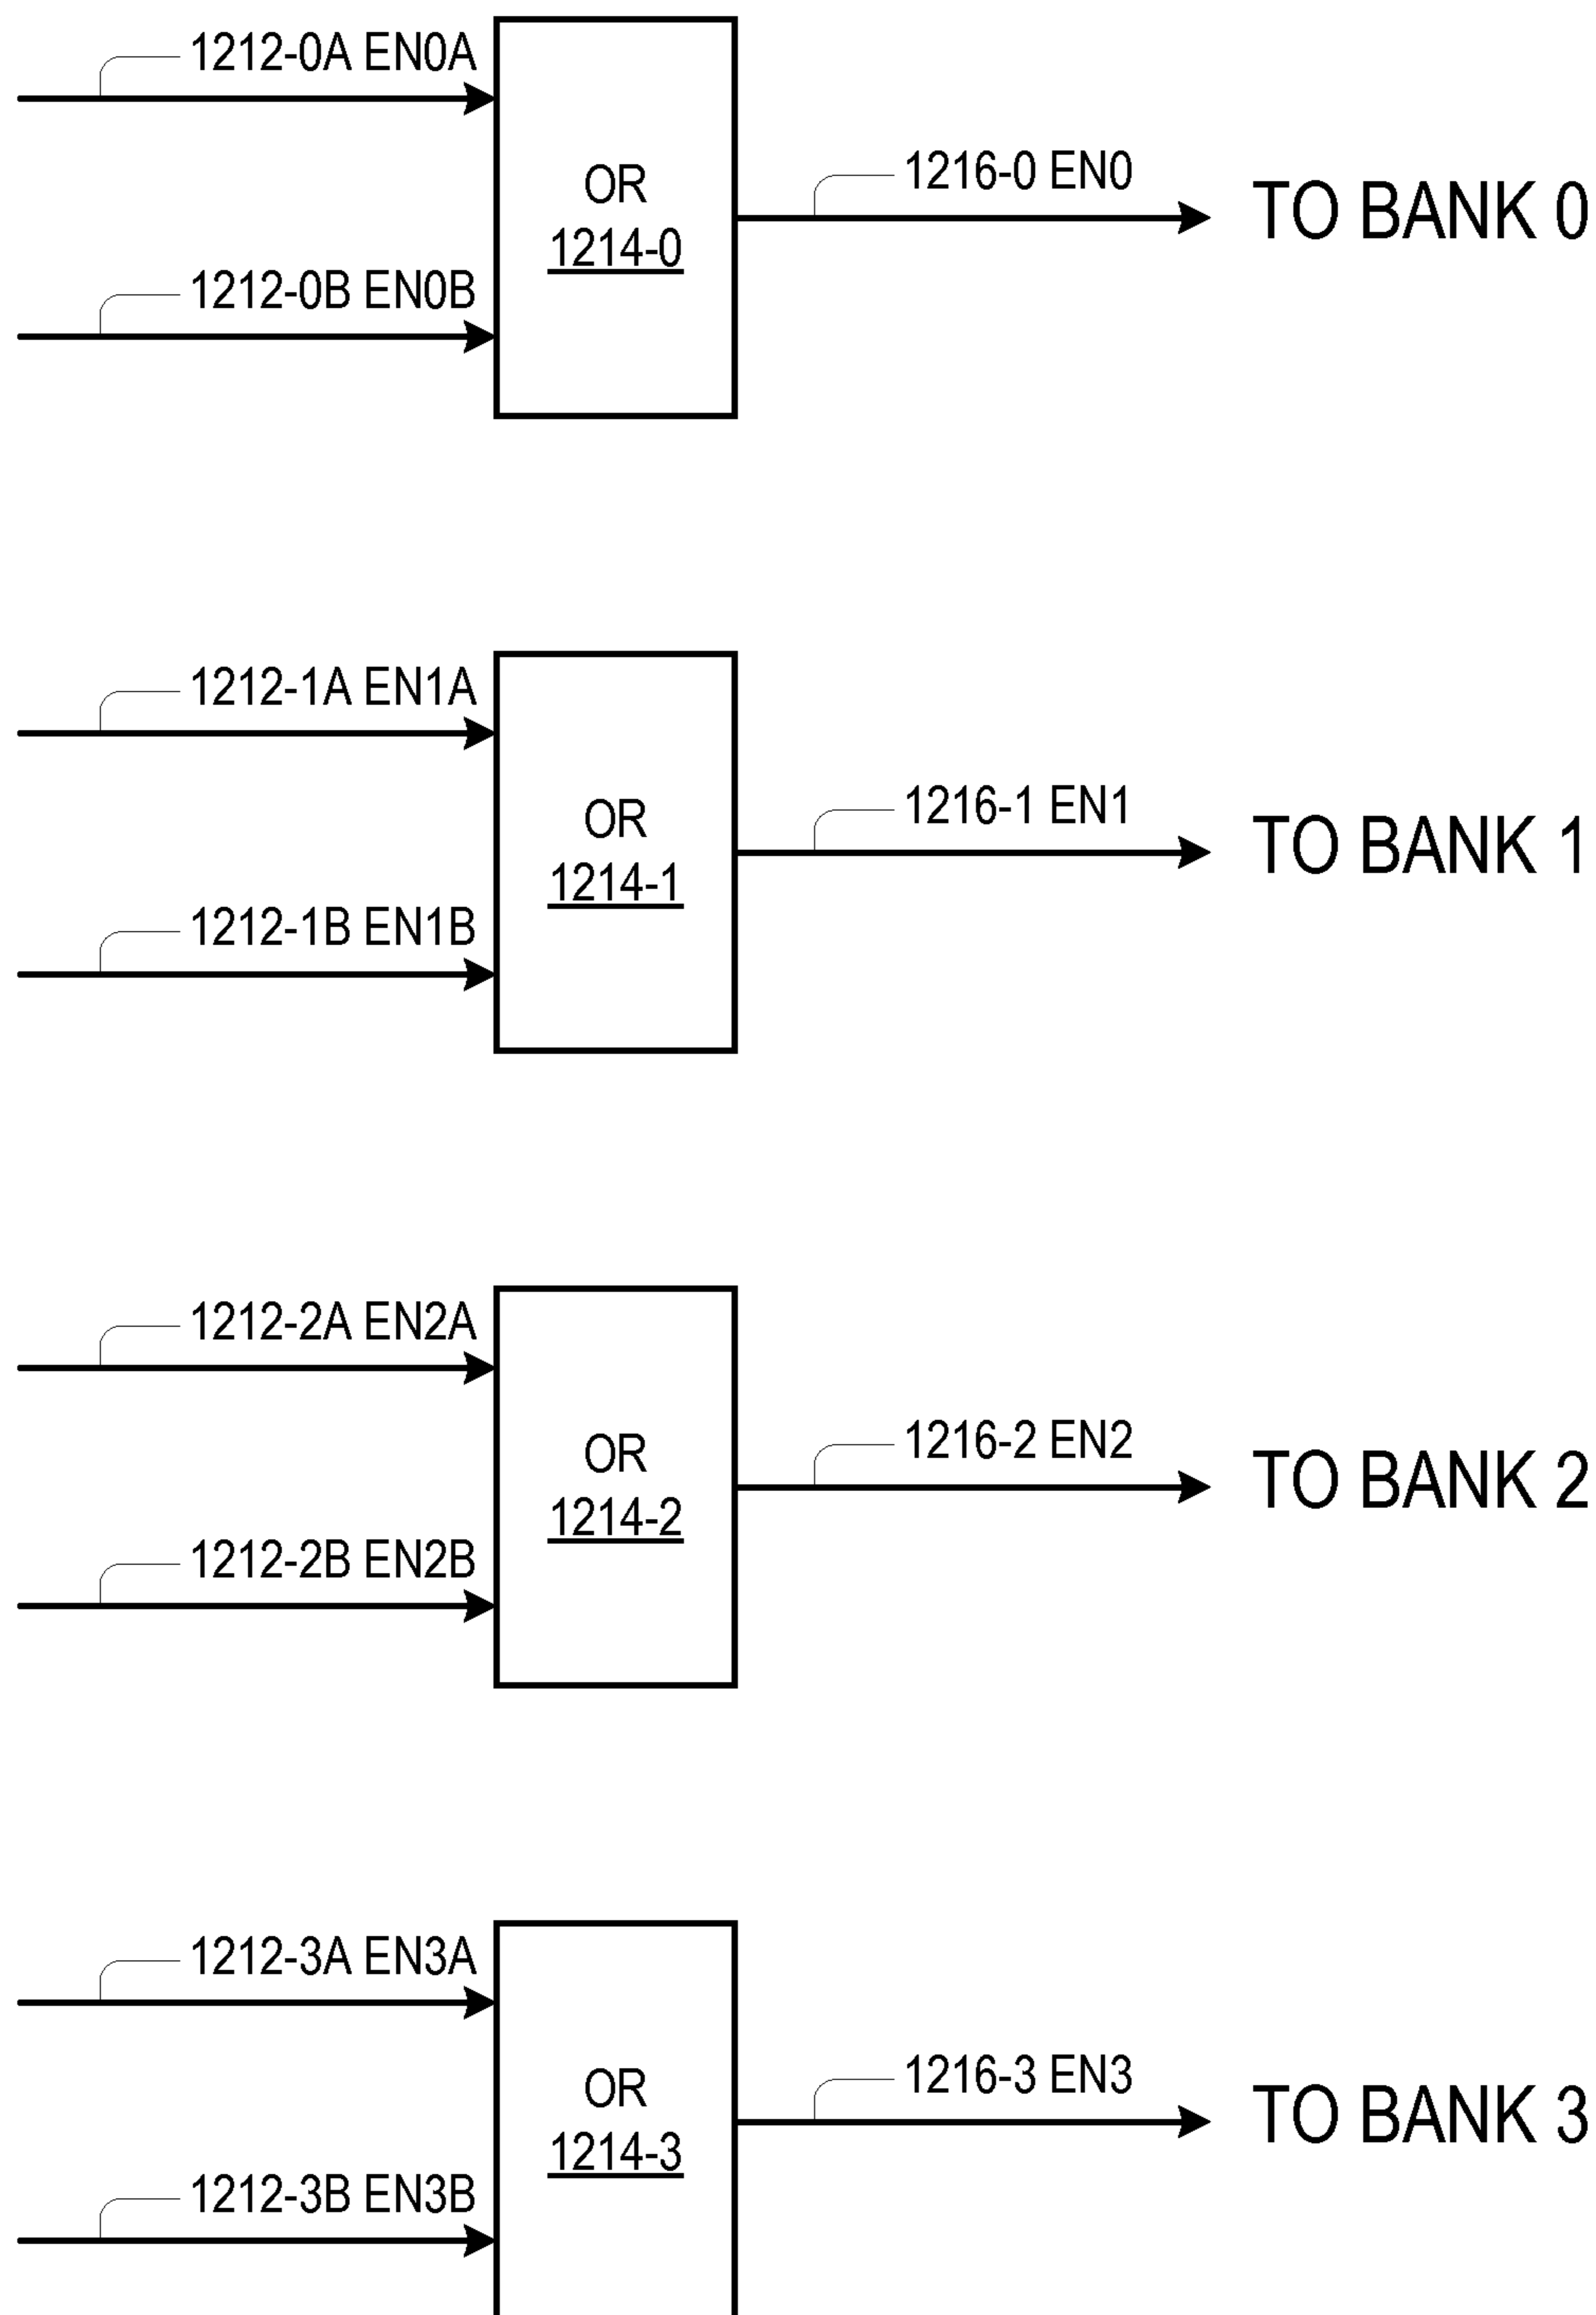 1212-0A EN0A
OR
1214-0
1216-0 EN0
TO BANK 0
1212-0B EN0B
1212-1A EN1A
OR
1214-1
1216-1 EN1
TO BANK 1
1212-1B EN1B
1212-2A EN2A
OR
1214-2
1216-2 EN2
TO BANK 2
1212-2B EN2B
1212-3A EN3A
OR
1214-3
1216-3 EN3
TO BANK 3
1212-3B EN3B